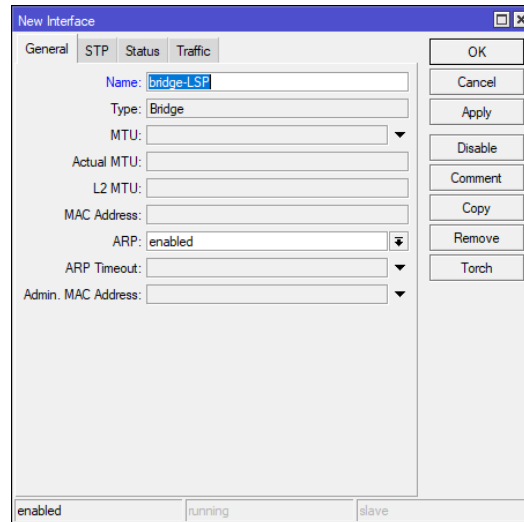 New Interface
General STP Status Traffic
Name: bridge-LSP
Type: Bridge
MTU:
Actual MTU:
L2 MTU:
MAC Address:
ARP: enabled
ARP Timeout:
Admin. MAC Address:
OK
Cancel
Apply
Disable
Comment
Copy
Remove
Torch
enabled running slave